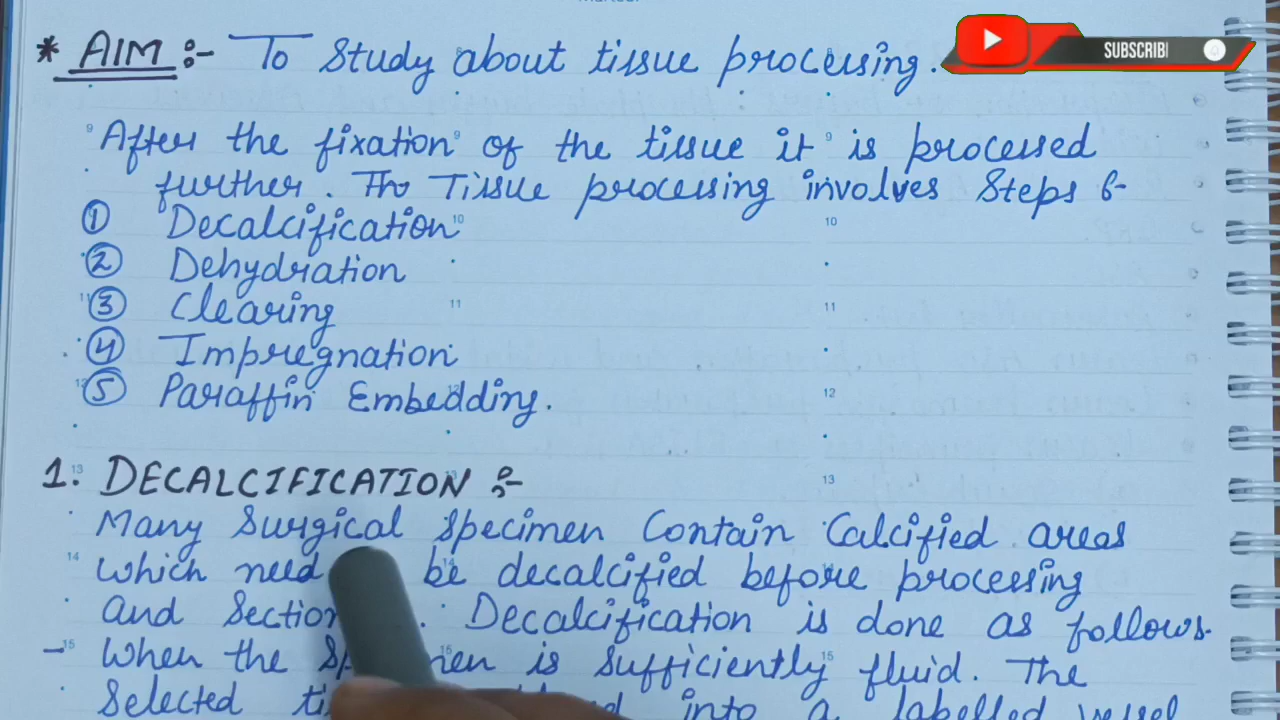 * AIM :- To Study about tissue processing.
SUBSCRIBI
After the fixation of the tissue it is processed
further. The Tissue processing involves Steps :-
① Decalcification
② Dehydration
③ Clearing
④ Impregnation
⑤ Paraffin Embedding.
1. DECALCIFICATION :-
Many Surgical Specimen Contain Calcified areas
which need be decalcified before processing
and Section . Decalcification is done as follows.
- When the is sufficiently fluid. The
Selected into a labelled vessel